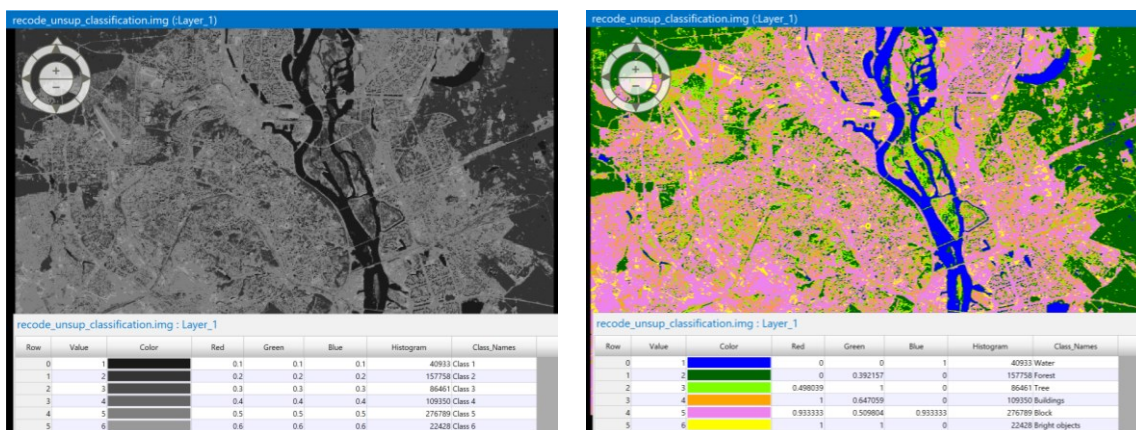 recode_unsup_classification.img (:Layer_1)
recode_unsup_classification.img : Layer_1
Row Value Color Red Green Blue Histogram Class_Names
0 1 0.1 0.1 0.1 40933 Class 1
1 2 0.2 0.2 0.2 157758 Class 2
2 3 0.3 0.3 0.3 86461 Class 3
3 4 0.4 0.4 0.4 109350 Class 4
4 5 0.5 0.5 0.5 276789 Class 5
5 6 0.6 0.6 0.6 22428 Class 6
recode_unsup_classification.img (:Layer_1)
recode_unsup_classification.img : Layer_1
Row Value Color Red Green Blue Histogram Class_Names
0 1 0 0 1 40933 Water
1 2 0 0.392157 0 157758 Forest
2 3 0.498039 1 0 86461 Tree
3 4 1 0.647059 0 109350 Buildings
4 5 0.933333 0.509804 0.933333 276789 Block
5 6 1 1 0 22428 Bright objects